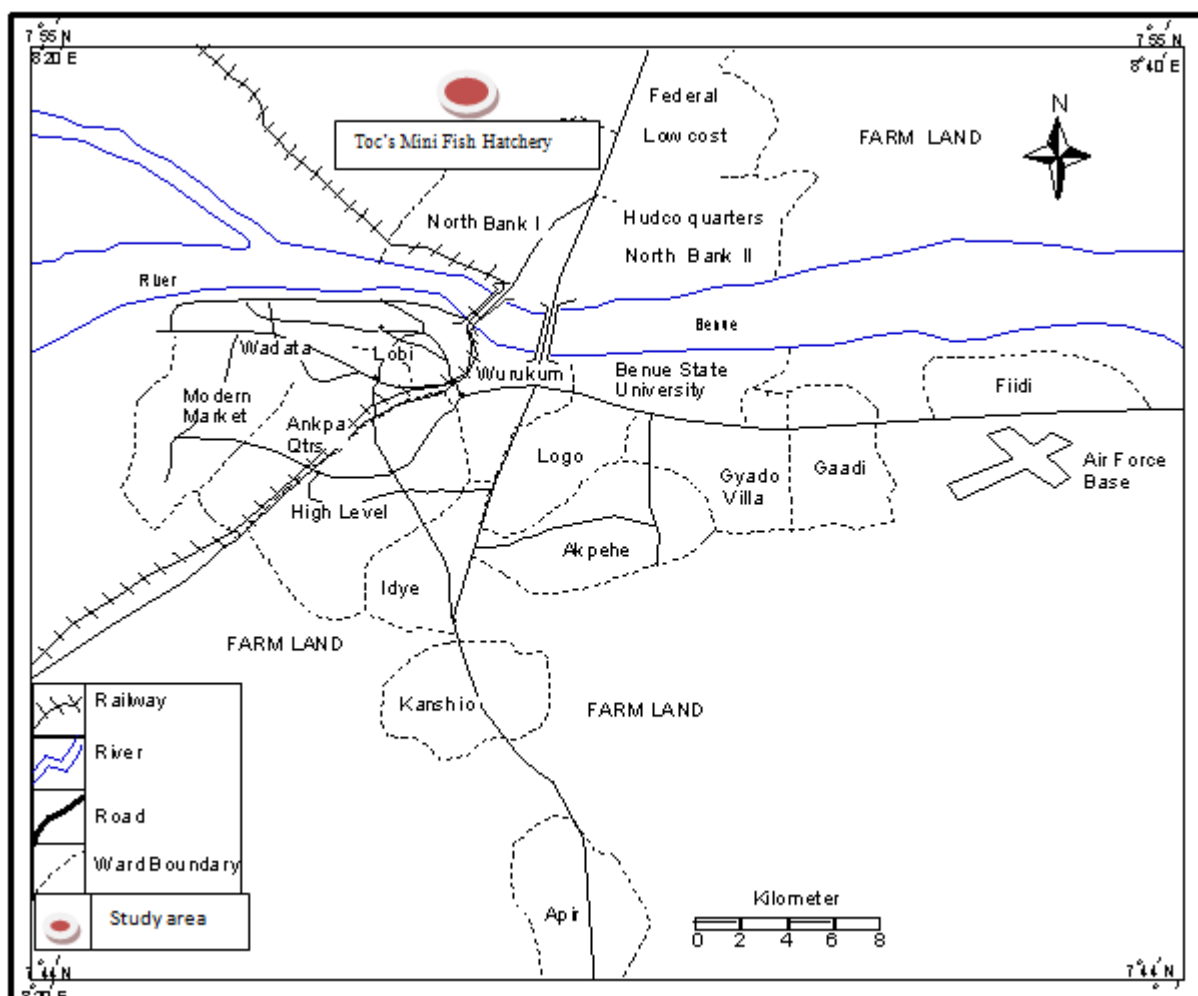 7°55 N
7°55 N
8°20 E
8°40 E
N
Federal
Low cost
FARM LAND
Toc's Mini Fish Hatchery
North Bank I
Hudco quarters
North Bank II
River
Benue
Wadata
Lobi
Wurukum
Benue State
University
Fiidi
Modern
Market
Ankpa
Qtrs
Logo
Gyado
Villa
Gaadi
Air Force
Base
High Level
Akpehe
Idye
FARM LAND
Kanshio
FARM LAND
Railway
River
Road
Ward Boundary
Study area
Apir
Kilometer
0 2 4 6 8
7°44 N
7°44 N